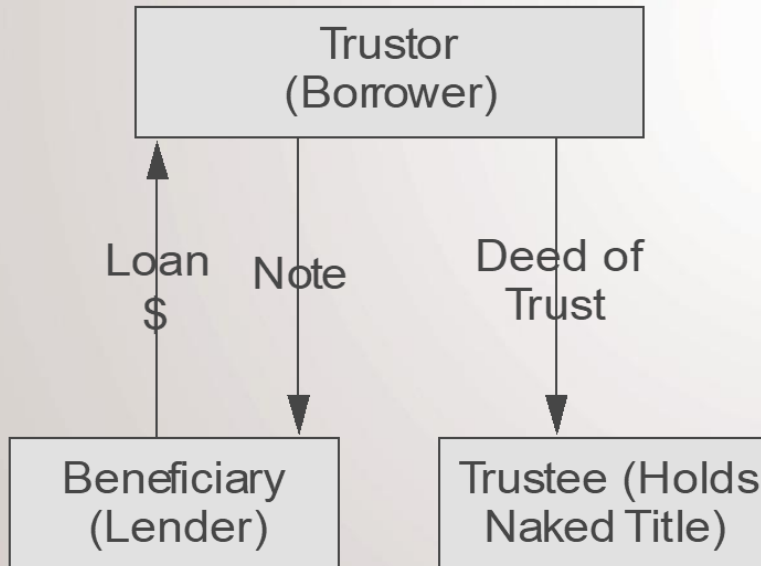 Trustor
(Borrower)
Loan
$
Note
Deed of
Trust
Beneficiary
(Lender)
Trustee (Holds
Naked Title)